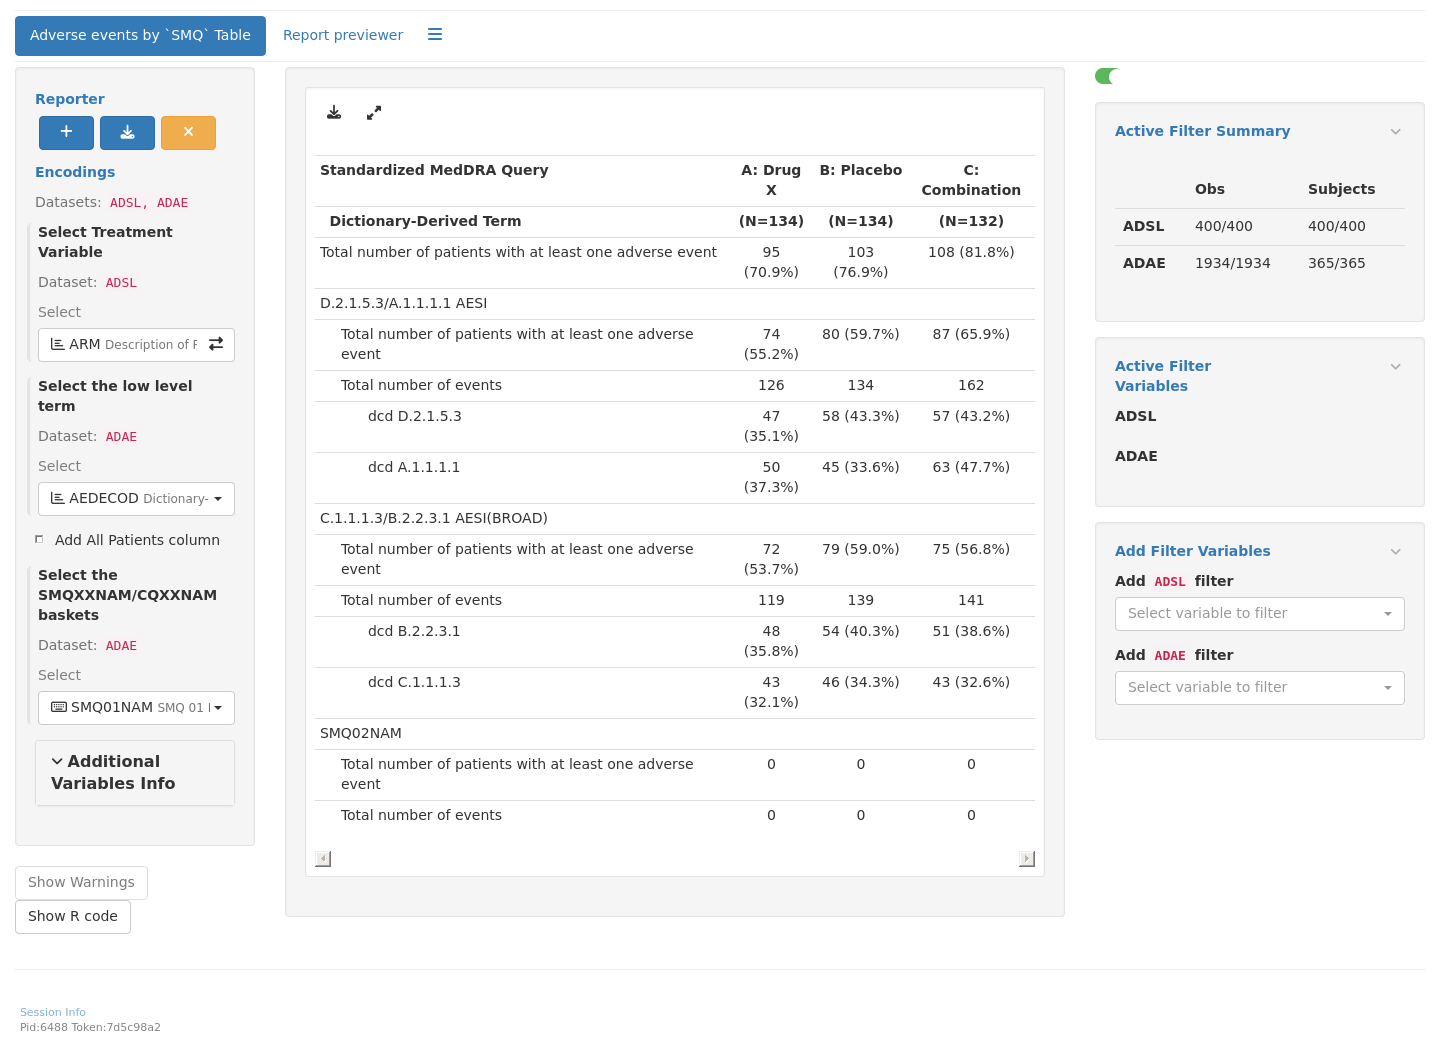 Adverse events by `SMQ` Table
Report previewer
Reporter
Encodings
Datasets: ADSL, ADAE
Select Treatment
Variable
Dataset: ADSL
Select
ARM Description of P
Select the low level
term
Dataset: ADAE
Select
AEDECOD Dictionary-
Add All Patients column
Select the
SMQXXNAM/CQXXNAM
baskets
Dataset: ADAE
Select
SMQ01NAM SMQ 01
Additional
Variables Info
Show Warnings
Show R code
Standardized MedDRA Query A: Drug B: Placebo C:
X Combination
Dictionary-Derived Term (N=134) (N=134) (N=132)
Total number of patients with at least one adverse event 95 103 108 (81.8%)
(70.9%) (76.9%)
D.2.1.5.3/A.1.1.1.1 AESI
Total number of patients with at least one adverse 74 80 (59.7%) 87 (65.9%)
event (55.2%)
Total number of events 126 134 162
dcd D.2.1.5.3 47 58 (43.3%) 57 (43.2%)
(35.1%)
dcd A.1.1.1.1 50 45 (33.6%) 63 (47.7%)
(37.3%)
C.1.1.1.3/B.2.2.3.1 AESI(BROAD)
Total number of patients with at least one adverse 72 79 (59.0%) 75 (56.8%)
event (53.7%)
Total number of events 119 139 141
dcd B.2.2.3.1 48 54 (40.3%) 51 (38.6%)
(35.8%)
dcd C.1.1.1.3 43 46 (34.3%) 43 (32.6%)
(32.1%)
SMQ02NAM
Total number of patients with at least one adverse 0 0 0
event
Total number of events 0 0 0
Active Filter Summary
Obs Subjects
ADSL 400/400 400/400
ADAE 1934/1934 365/365
Active Filter
Variables
ADSL
ADAE
Add Filter Variables
Add ADSL filter
Select variable to filter
Add ADAE filter
Select variable to filter
Session Info
Pid:6488 Token:7d5c98a2